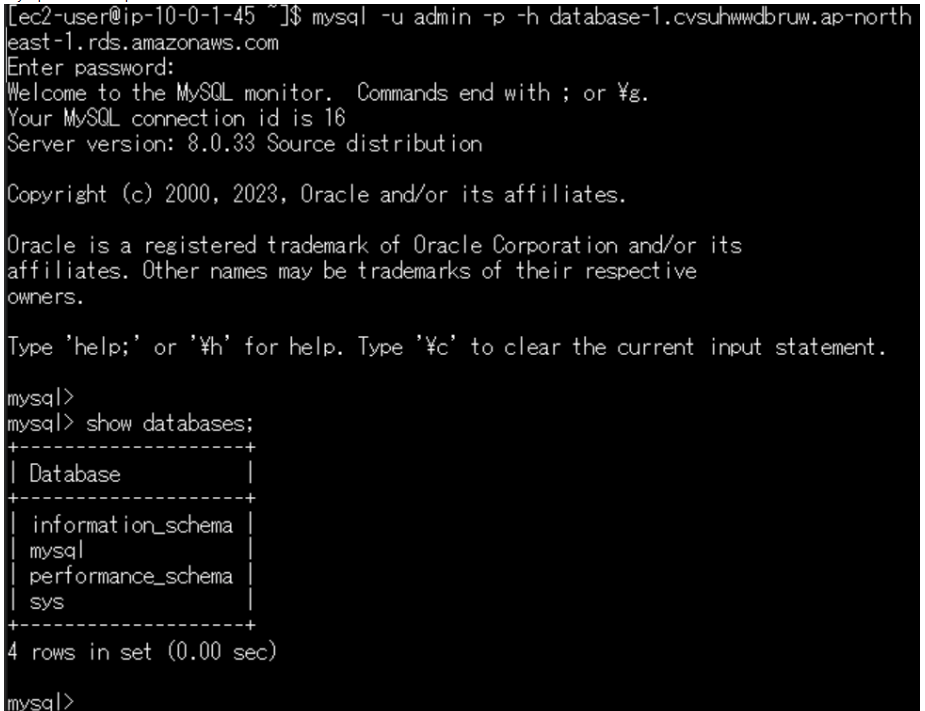 [ec2-user@ip-10-0-1-45 ~]$ mysql -u admin -p -h database-1.cvsuhwwdbruw.ap-north
east-1.rds.amazonaws.com
Enter password:
Welcome to the MySQL monitor.  Commands end with ; or ¥g.
Your MySQL connection id is 16
Server version: 8.0.33 Source distribution

Copyright (c) 2000, 2023, Oracle and/or its affiliates.

Oracle is a registered trademark of Oracle Corporation and/or its
affiliates. Other names may be trademarks of their respective
owners.

Type 'help;' or '¥h' for help. Type '¥c' to clear the current input statement.

mysql>
mysql> show databases;
+--------------------+
| Database           |
+--------------------+
| information_schema |
| mysql              |
| performance_schema |
| sys                |
+--------------------+
4 rows in set (0.00 sec)

mysql>